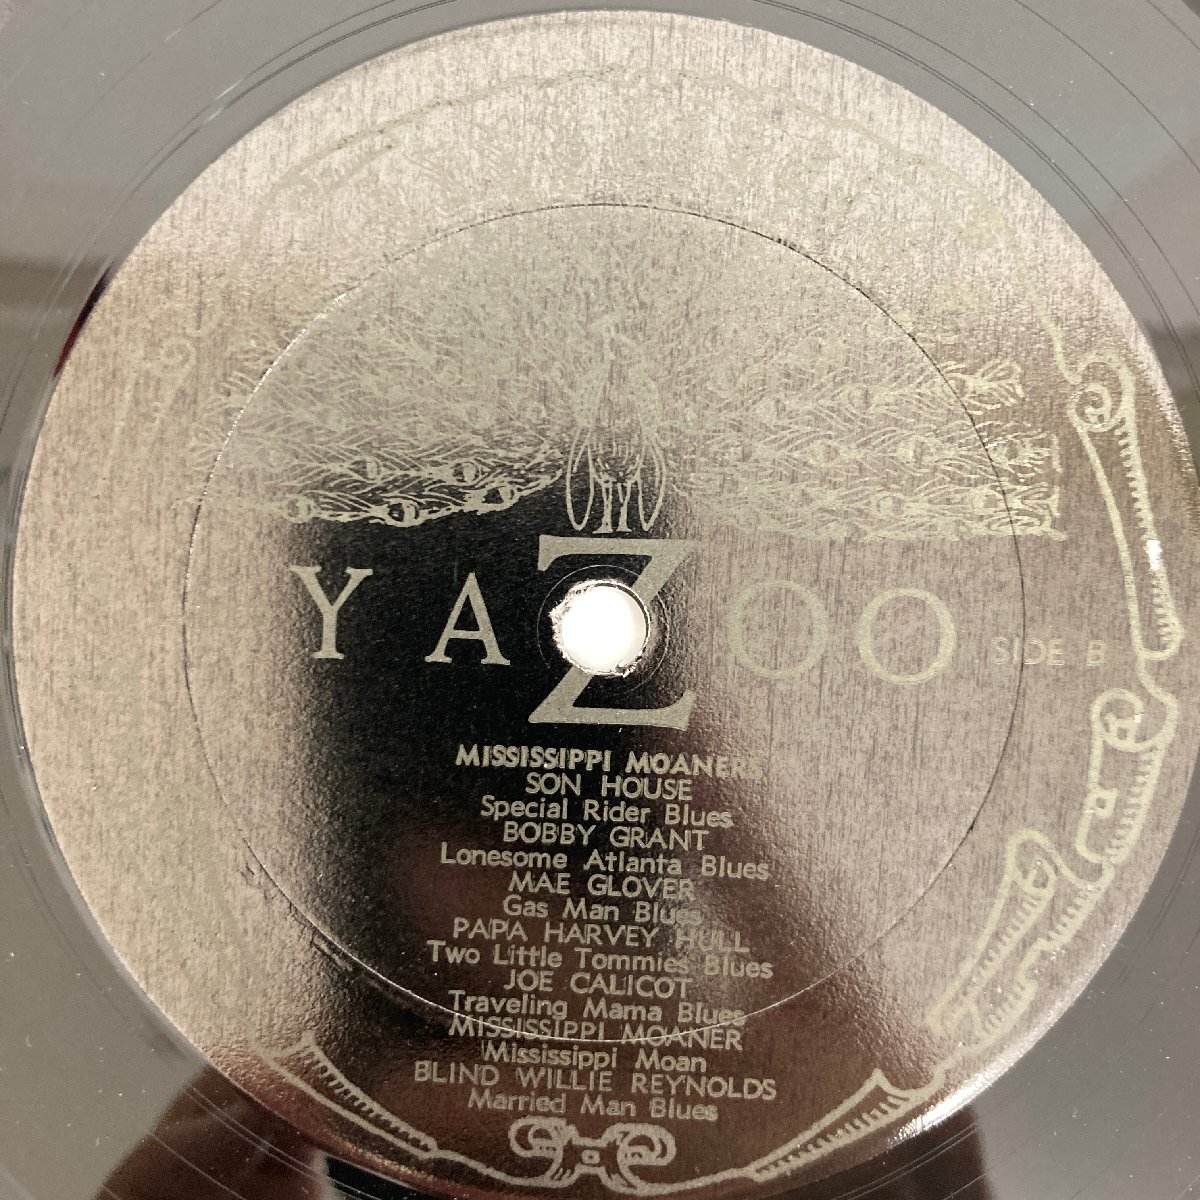 YAZOO
SIDE B
MISSISSIPPI MOANERS
SON HOUSE
Special Rider Blues
BOBBY GRANT
Lonesome Atlanta Blues
MAE GLOVER
Gas Man Blues
PAPA HARVEY HULL
Two Little Tommies Blues
JOE CALICOT
Traveling Mama Blues
MISSISSIPPI MOANER
Mississippi Moan
BLIND WILLIE REYNOLDS
Married Man Blues